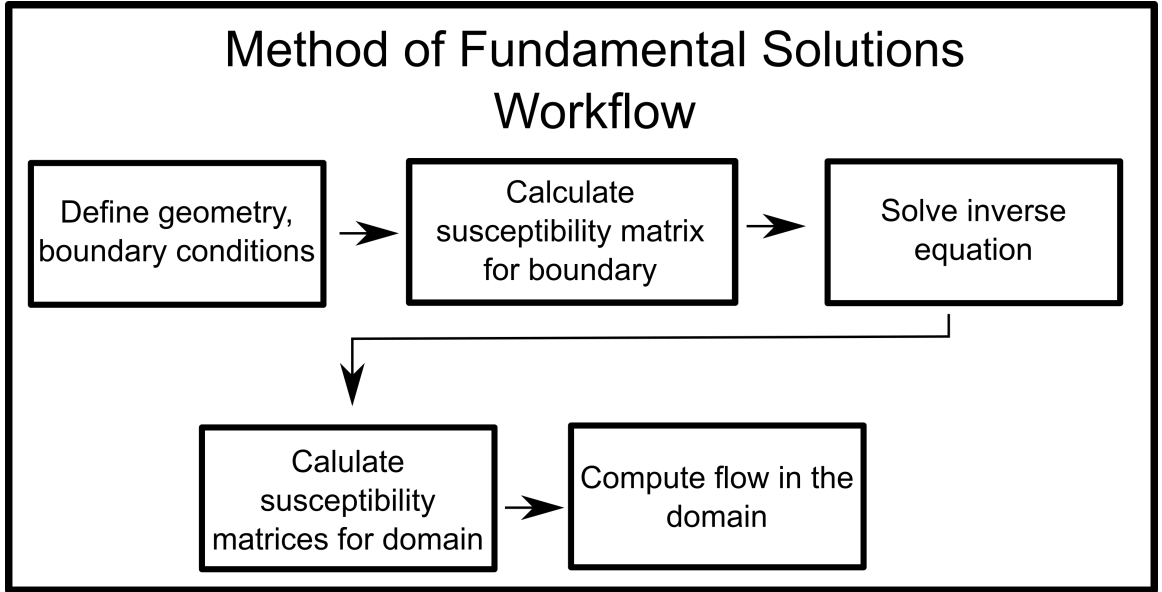 Method of Fundamental Solutions
Workflow
Define geometry,
boundary conditions
Calculate
susceptibility matrix
for boundary
Solve inverse
equation
Calulate
susceptibility
matrices for domain
Compute flow in the
domain